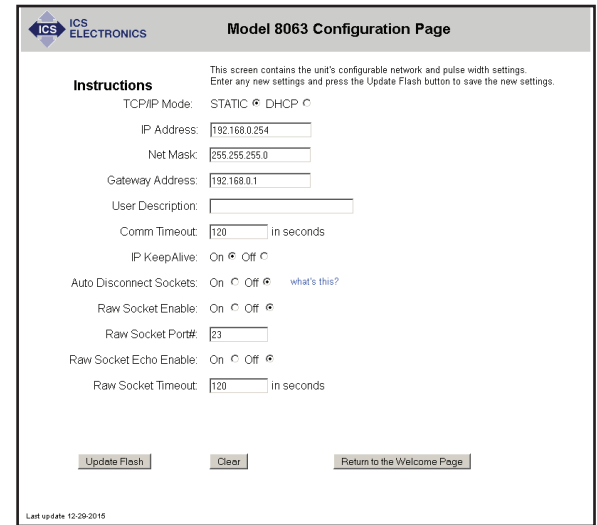 ICS
ICS
ELECTRONICS
Model 8063 Configuration Page
Instructions
This screen contains the unit's configurable network and pulse width settings.
Enter any new settings and press the Update Flash button to save the new settings.
TCP/IP Mode: STATIC DHCP
IP Address: 192.168.0.254
Net Mask: 255.255.255.0
Gateway Address: 192.168.0.1
User Description:
Comm Timeout: 120 in seconds
IP KeepAlive: On Off
Auto Disconnect Sockets: On Off what's this?
Raw Socket Enable: On Off
Raw Socket Port#: 23
Raw Socket Echo Enable: On Off
Raw Socket Timeout: 120 in seconds
Update Flash Clear Return to the Welcome Page
Last update 12-29-2015